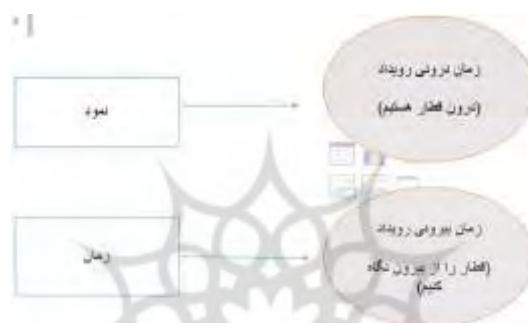 نمود
زمان درونی رویداد
(درون قطار هستیم)
زمان
زمان بیرونی رویداد
(قطار را از بیرون نگاه
کنیم)